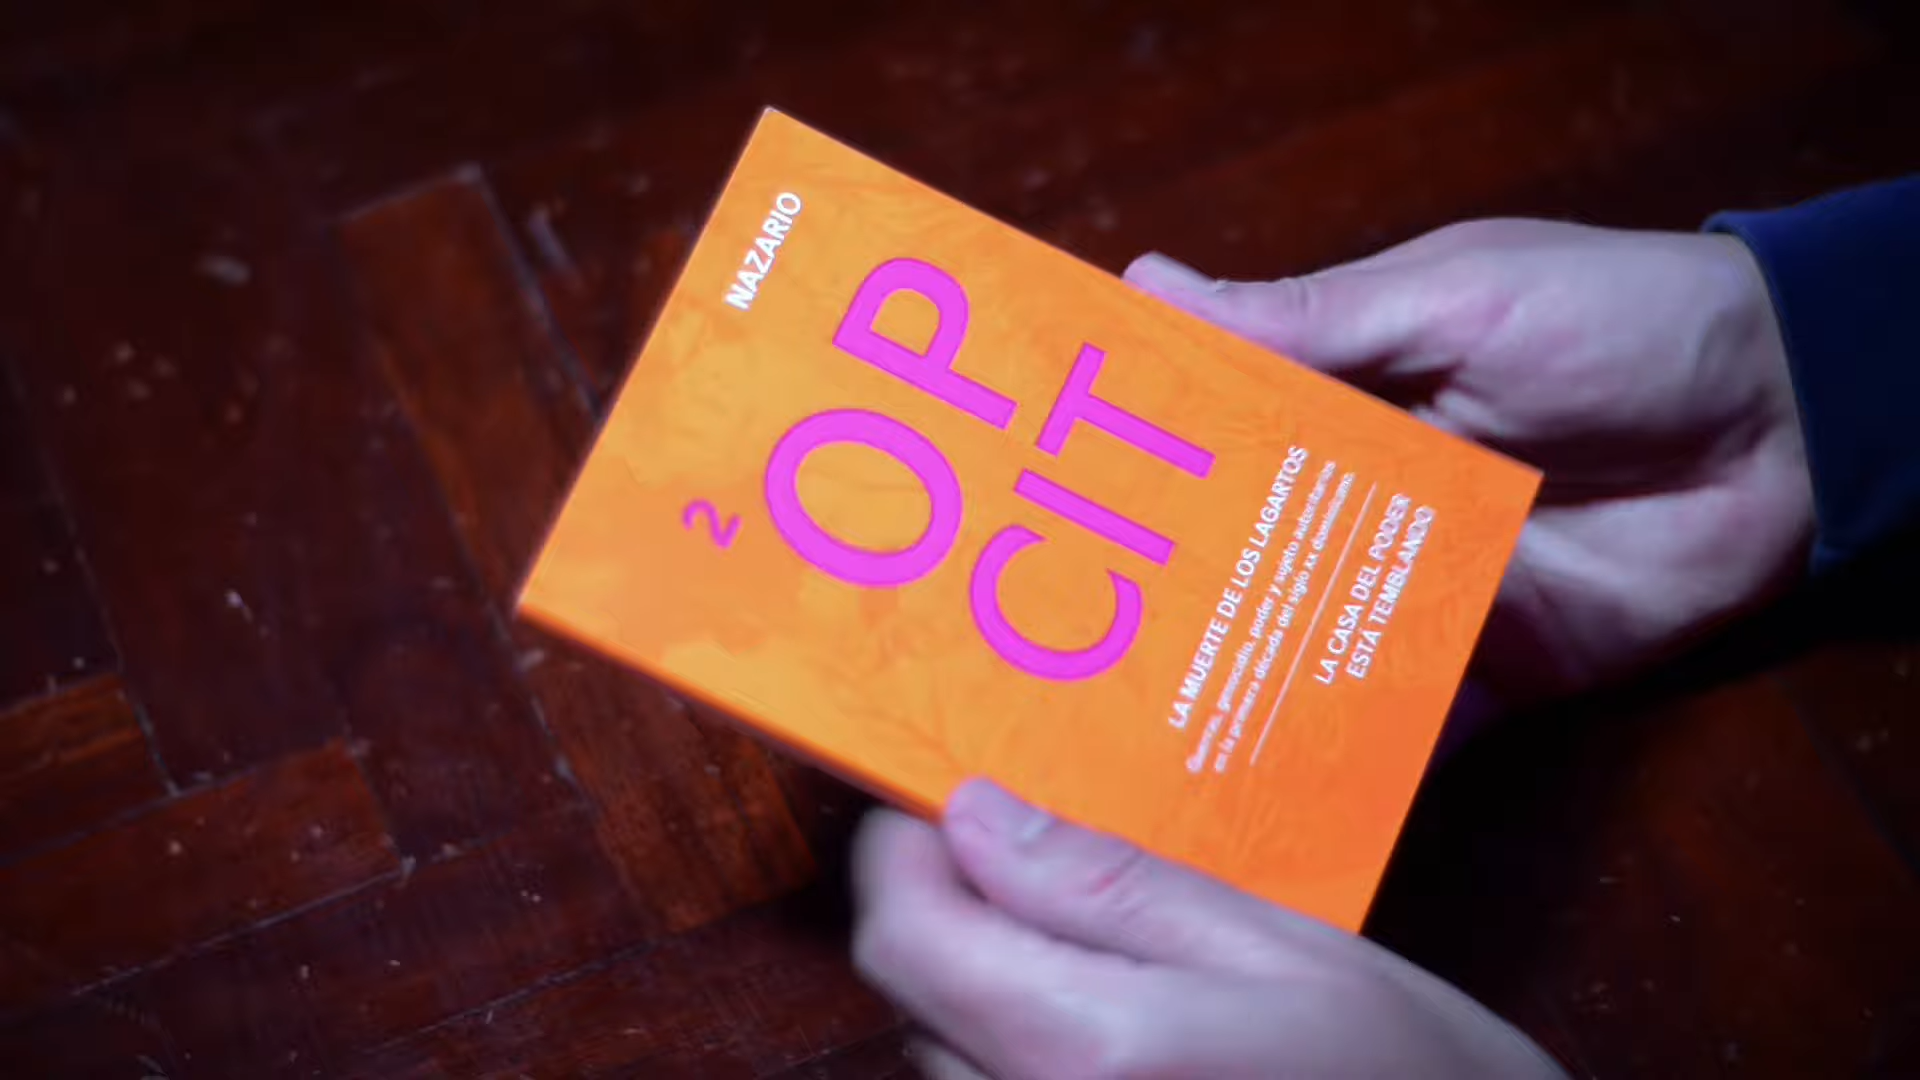 NAZARIO
2
OP
CIT
LA MUERTE DE LOS LAGARTOS
Guerra, genocidio, poder y sujeto autoritarios
en la primera década del siglo xx dominicano
LA CASA DEL PODER
ESTÁ TEMBLANDO